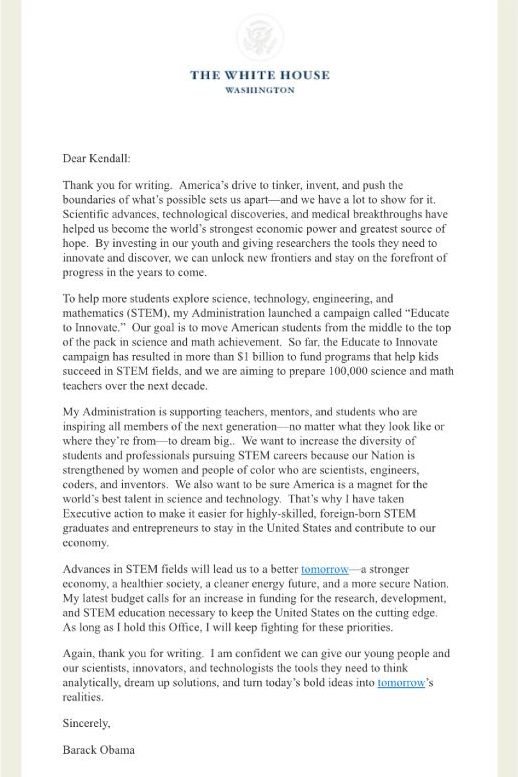 THE WHITE HOUSE
WASHINGTON
Dear Kendall:
Thank you for writing.  America's drive to tinker, invent, and push the
boundaries of what's possible sets us apart—and we have a lot to show for it.
Scientific advances, technological discoveries, and medical breakthroughs have
helped us become the world's strongest economic power and greatest source of
hope.  By investing in our youth and giving researchers the tools they need to
innovate and discover, we can unlock new frontiers and stay on the forefront of
progress in the years to come.
To help more students explore science, technology, engineering, and
mathematics (STEM), my Administration launched a campaign called “Educate
to Innovate.”  Our goal is to move American students from the middle to the top
of the pack in science and math achievement.  So far, the Educate to Innovate
campaign has resulted in more than $1 billion to fund programs that help kids
succeed in STEM fields, and we are aiming to prepare 100,000 science and math
teachers over the next decade.
My Administration is supporting teachers, mentors, and students who are
inspiring all members of the next generation—no matter what they look like or
where they're from—to dream big..  We want to increase the diversity of
students and professionals pursuing STEM careers because our Nation is
strengthened by women and people of color who are scientists, engineers,
coders, and inventors.  We also want to be sure America is a magnet for the
world's best talent in science and technology.  That's why I have taken
Executive action to make it easier for highly-skilled, foreign-born STEM
graduates and entrepreneurs to stay in the United States and contribute to our
economy.
Advances in STEM fields will lead us to a better tomorrow—a stronger
economy, a healthier society, a cleaner energy future, and a more secure Nation.
My latest budget calls for an increase in funding for the research, development,
and STEM education necessary to keep the United States on the cutting edge.
As long as I hold this Office, I will keep fighting for these priorities.
Again, thank you for writing.  I am confident we can give our young people and
our scientists, innovators, and technologists the tools they need to think
analytically, dream up solutions, and turn today's bold ideas into tomorrow's
realities.
Sincerely,
Barack Obama